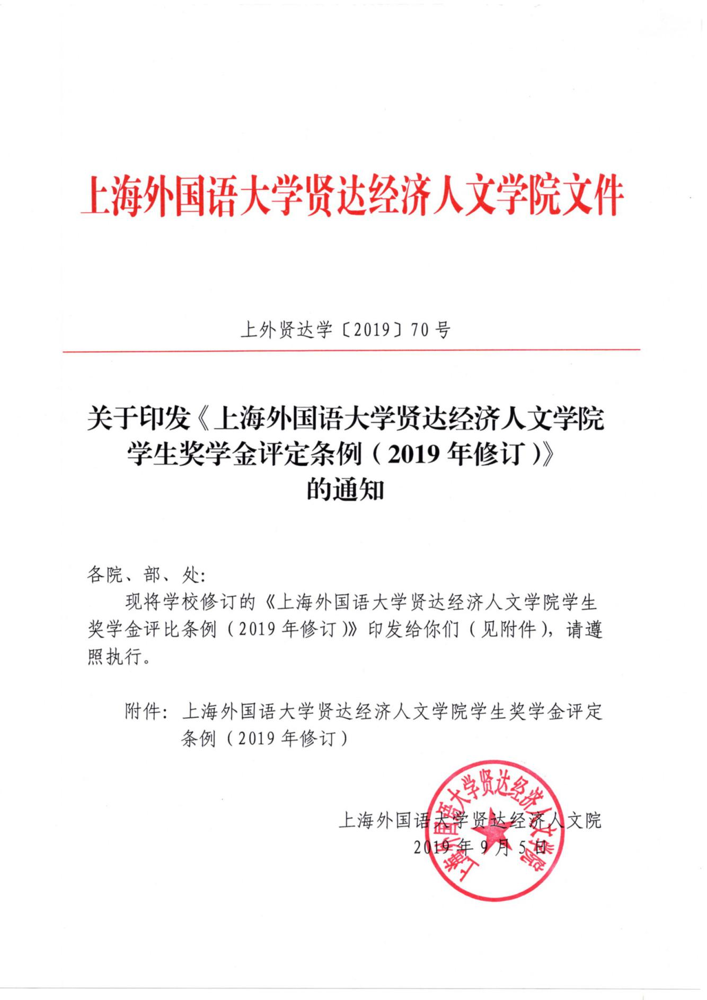 上海外国语大学贤达经济人文学院文件
上外贤达学〔2019〕70号
关于印发《上海外国语大学贤达经济人文学院
学生奖学金评定条例（2019年修订）》
的通知
各院、部、处：
现将学校修订的《上海外国语大学贤达经济人文学院学生
奖学金评比条例（2019年修订）》印发给你们（见附件），请遵
照执行。
附件：上海外国语大学贤达经济人文学院学生奖学金评定
条例（2019年修订）
上海外国语大学贤达经济人文院
2019年9月5日
上海外国语大学贤达经济人文学院